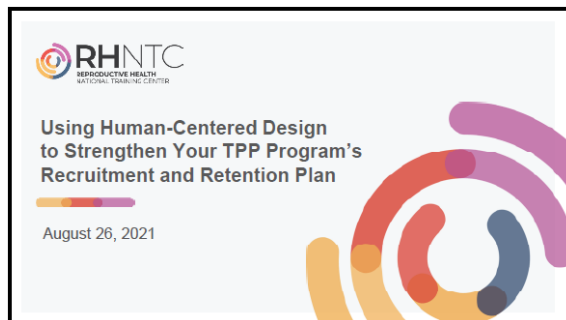 RHNTC
REPRODUCTIVE HEALTH
NATIONAL TRAINING CENTER
Using Human-Centered Design
to Strengthen Your TPP Program's
Recruitment and Retention Plan
August 26, 2021